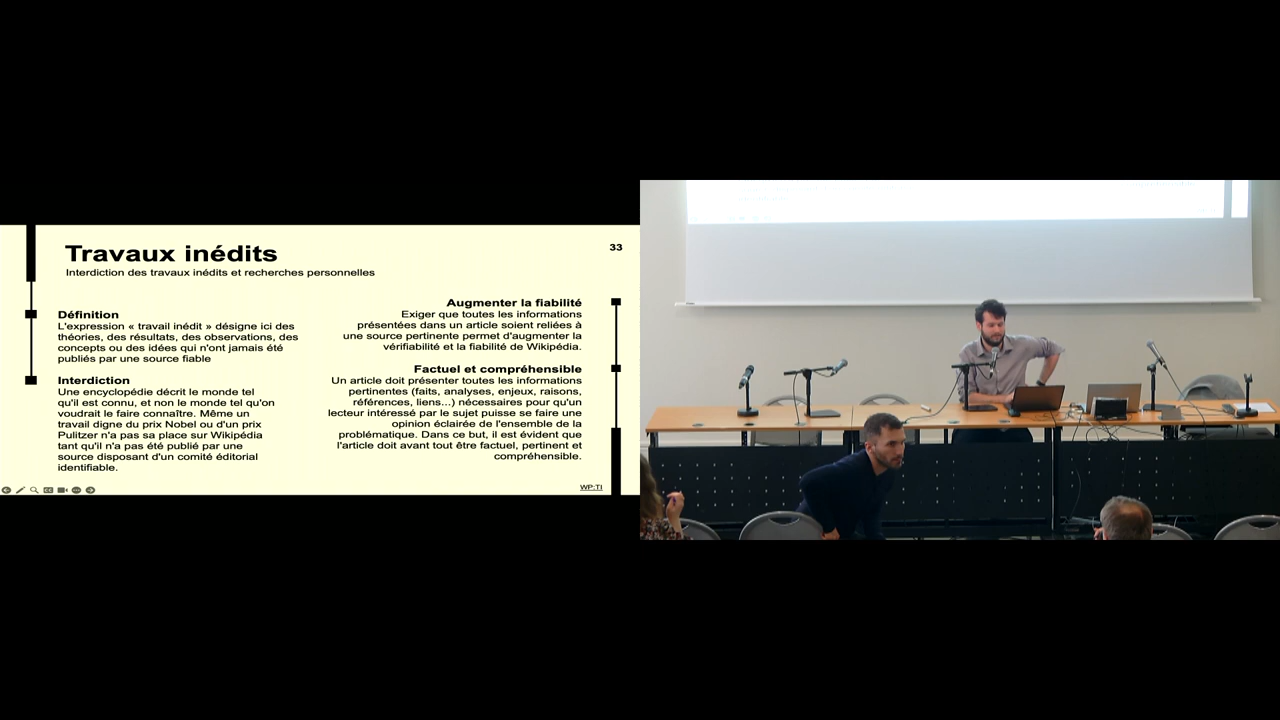 Travaux inédits
33
Interdiction des travaux inédits et recherches personnelles
Définition
L'expression « travail inédit » désigne ici des
théories, des résultats, des observations, des
concepts ou des idées qui n'ont jamais été
publiés par une source fiable
Interdiction
Une encyclopédie décrit le monde tel
qu'il est connu, et non le monde tel qu'on
voudrait le faire connaître. Même un
travail digne du prix Nobel ou d'un prix
Pulitzer n'a pas sa place sur Wikipédia
tant qu'il n'a pas été publié par une
source disposant d'un comité éditorial
identifiable.
Augmenter la fiabilité
Exiger que toutes les informations
présentées dans un article soient reliées à
une source pertinente permet d'augmenter la
vérifiabilité et la fiabilité de Wikipédia.
Factuel et compréhensible
Un article doit présenter toutes les informations
pertinentes (faits, analyses, enjeux, raisons,
références, liens...) nécessaires pour qu'un
lecteur intéressé par le sujet puisse se faire une
opinion éclairée de l'ensemble de la
problématique. Dans ce but, il est évident que
l'article doit avant tout être factuel, pertinent et
compréhensible.
WP:TI